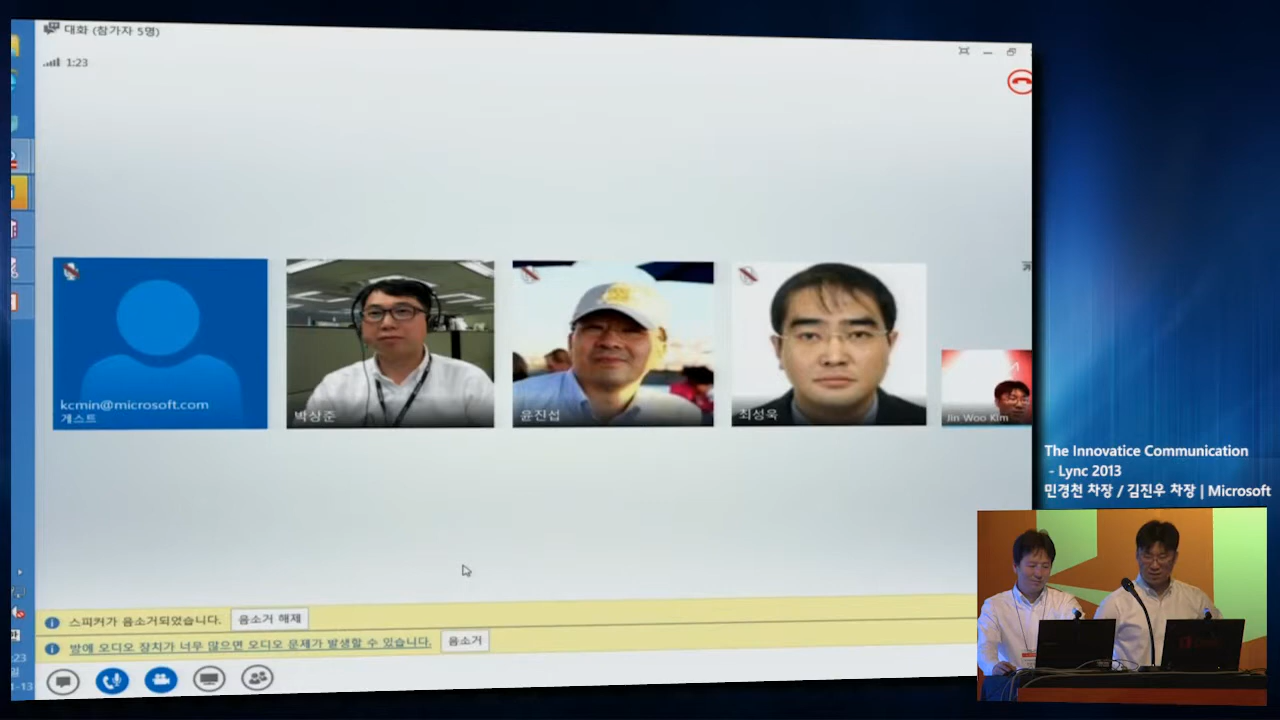 대화 (참가자 5명)
1:23
kcmin@microsoft.com
게스트
박상준
윤진섭
최성욱
Jin Woo Kim
The Innovatice Communication
- Lync 2013
민경천 차장 / 김진우 차장 | Microsoft
스피커가 음소거되었습니다.
음소거 해제
방에 오디오 장치가 너무 많으면 오디오 문제가 발생할 수 있습니다.
음소거